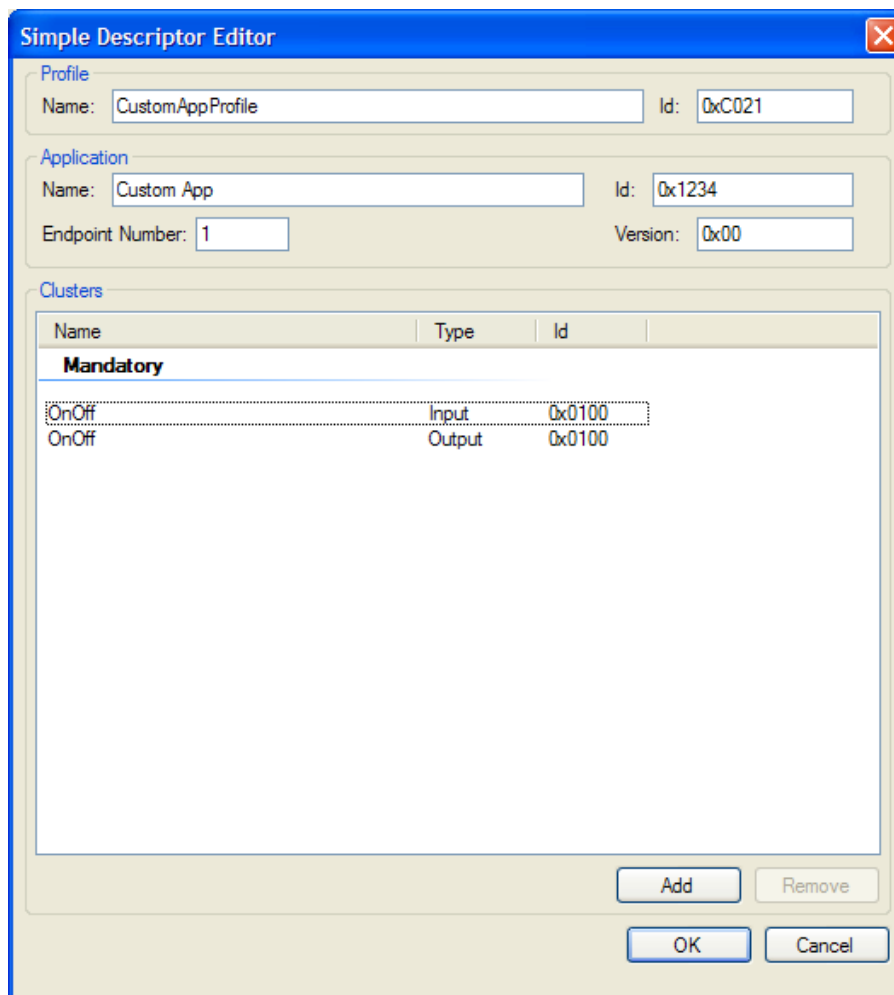 Simple Descriptor Editor
Profile
Name: CustomAppProfile Id: 0xC021
Application
Name: Custom App Id: 0x1234
Endpoint Number: 1 Version: 0x00
Clusters
Name Type Id
Mandatory
OnOff Input 0x0100
OnOff Output 0x0100
Add Remove
OK Cancel